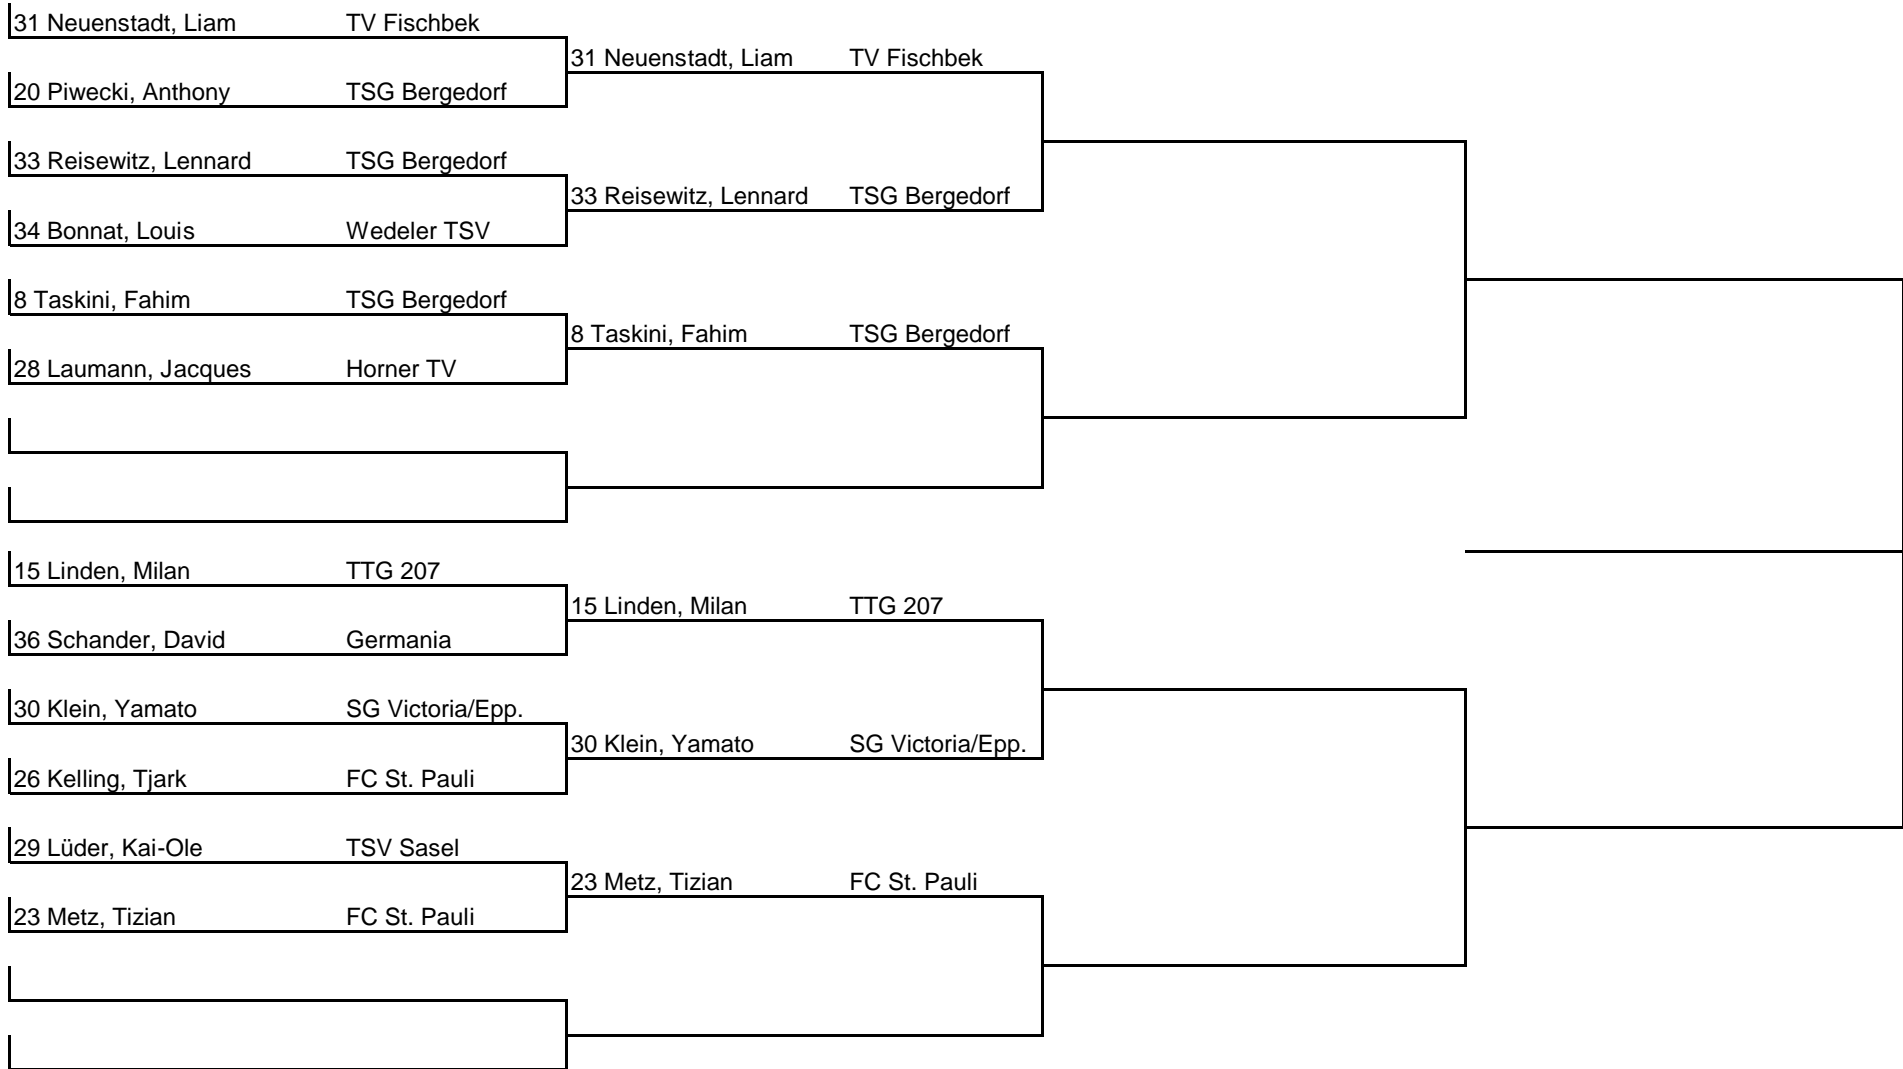 31 Neuenstadt, Liam TV Fischbek
31 Neuenstadt, Liam TV Fischbek
20 Piwecki, Anthony TSG Bergedorf
33 Reisewitz, Lennard TSG Bergedorf
33 Reisewitz, Lennard TSG Bergedorf
34 Bonnat, Louis Wedeler TSV
8 Taskini, Fahim TSG Bergedorf
8 Taskini, Fahim TSG Bergedorf
28 Laumann, Jacques Horner TV
15 Linden, Milan TTG 207
15 Linden, Milan TTG 207
36 Schander, David Germania
30 Klein, Yamato SG Victoria/Epp.
30 Klein, Yamato SG Victoria/Epp.
26 Kelling, Tjark FC St. Pauli
29 Lüder, Kai-Ole TSV Sasel
23 Metz, Tizian FC St. Pauli
23 Metz, Tizian FC St. Pauli